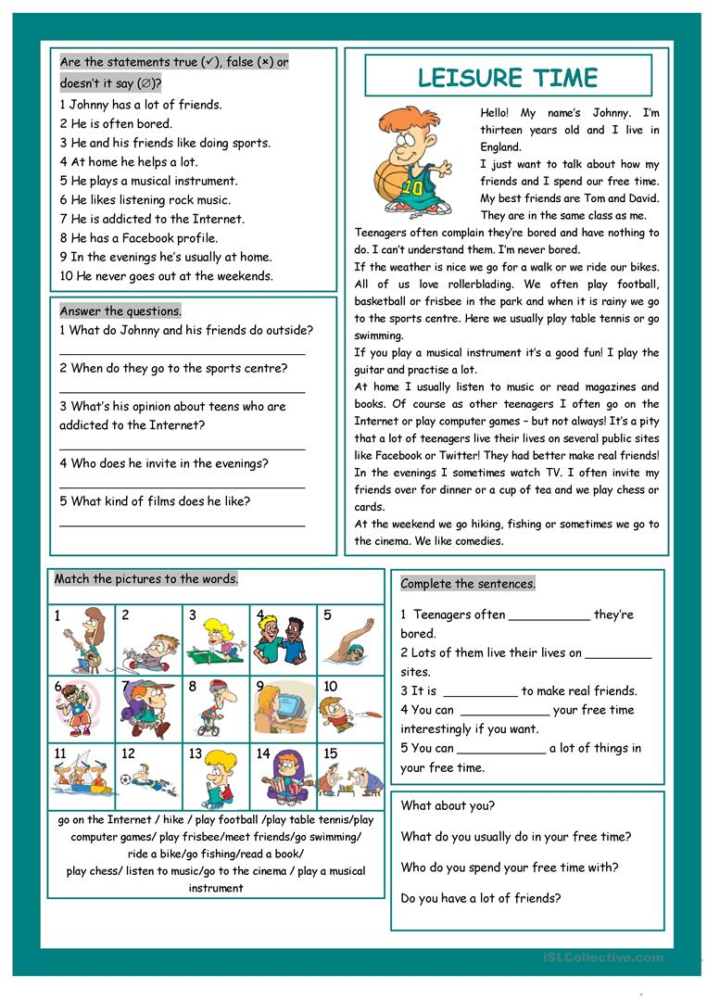 Are the statements true (✓), false (×) or
doesn't it say (∅)?
1 Johnny has a lot of friends.
2 He is often bored.
3 He and his friends like doing sports.
4 At home he helps a lot.
5 He plays a musical instrument.
6 He likes listening rock music.
7 He is addicted to the Internet.
8 He has a Facebook profile.
9 In the evenings he's usually at home.
10 He never goes out at the weekends.
Answer the questions.
1 What do Johnny and his friends do outside?
2 When do they go to the sports centre?
3 What's his opinion about teens who are
addicted to the Internet?
4 Who does he invite in the evenings?
5 What kind of films does he like?
LEISURE TIME
10
Hello! My name's Johnny. I'm
thirteen years old and I live in
England.
I just want to talk about how my
friends and I spend our free time.
My best friends are Tom and David.
They are in the same class as me.
Teenagers often complain they're bored and have nothing to
do. I can't understand them. I'm never bored.
If the weather is nice we go for a walk or we ride our bikes.
All of us love rollerblading. We often play football,
basketball or frisbee in the park and when it is rainy we go
to the sports centre. Here we usually play table tennis or go
swimming.
If you play a musical instrument it's a good fun! I play the
guitar and practise a lot.
At home I usually listen to music or read magazines and
books. Of course as other teenagers I often go on the
Internet or play computer games – but not always! It's a pity
that a lot of teenagers live their lives on several public sites
like Facebook or Twitter! They had better make real friends!
In the evenings I sometimes watch TV. I often invite my
friends over for dinner or a cup of tea and we play chess or
cards.
At the weekend we go hiking, fishing or sometimes we go to
the cinema. We like comedies.
Match the pictures to the words.
1 2 3 4 5
6 7 8 9 10
11 12 13 14 15
go on the Internet / hike / play football /play table tennis/play
computer games/ play frisbee/meet friends/go swimming/
ride a bike/go fishing/read a book/
play chess/ listen to music/go to the cinema / play a musical
instrument
Complete the sentences.
1 Teenagers often ___________ they're
bored.
2 Lots of them live their lives on _________
sites.
3 It is __________ to make real friends.
4 You can ____________ your free time
interestingly if you want.
5 You can ____________ a lot of things in
your free time.
What about you?
What do you usually do in your free time?
Who do you spend your free time with?
Do you have a lot of friends?
iSLCollective.com